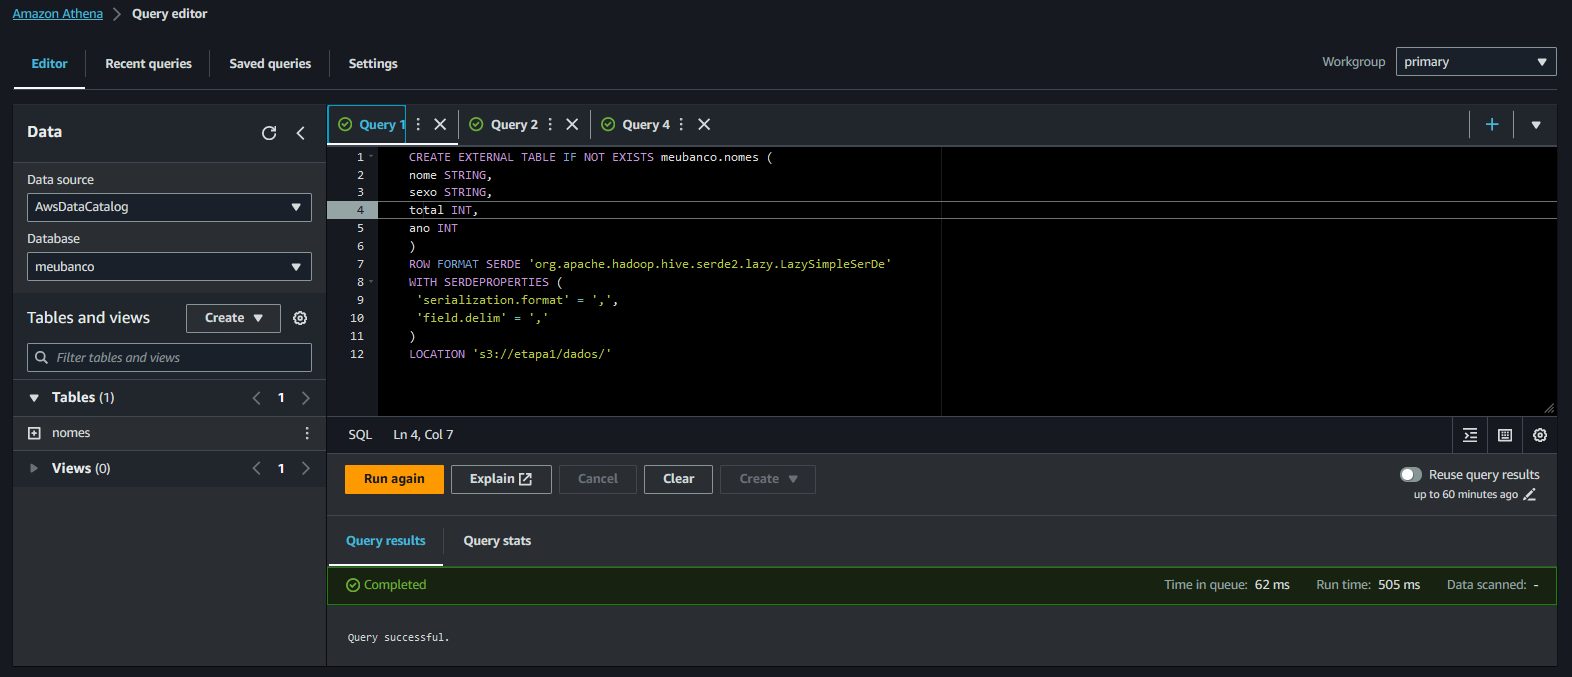 Amazon Athena > Query editor
Editor Recent queries Saved queries Settings
Workgroup primary
Data
Data source
AwsDataCatalog
Database
meubanco
Tables and views Create
Filter tables and views
Tables (1) 1
nomes
Views (0) 1
Query 1 Query 2 Query 4
1 CREATE EXTERNAL TABLE IF NOT EXISTS meubanco.nomes (
2 nome STRING,
3 sexo STRING,
4 total INT,
5 ano INT
6 )
7 ROW FORMAT SERDE 'org.apache.hadoop.hive.serde2.lazy.LazySimpleSerDe'
8 WITH SERDEPROPERTIES (
9 'serialization.format' = ',',
10 'field.delim' = ','
11 )
12 LOCATION 's3://etapa1/dados/'
SQL Ln 4, Col 7
Run again Explain Cancel Clear Create
Reuse query results
up to 60 minutes ago
Query results Query stats
Completed Time in queue: 62 ms Run time: 505 ms Data scanned: -
Query successful.